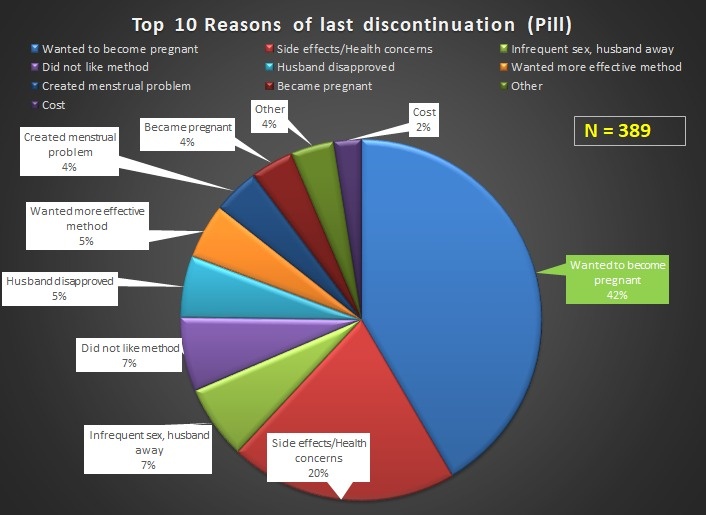 Top 10 Reasons of last discontinuation (Pill)
Wanted to become pregnant
Side effects/Health concerns
Infrequent sex, husband away
Did not like method
Husband disapproved
Wanted more effective method
Created menstrual problem
Became pregnant
Other
Cost
N = 389
Other
4%
Cost
2%
Became pregnant
4%
Created menstrual
problem
4%
Wanted more effective
method
5%
Husband disapproved
5%
Wanted to become
pregnant
42%
Did not like method
7%
Infrequent sex, husband
away
7%
Side effects/Health
concerns
20%